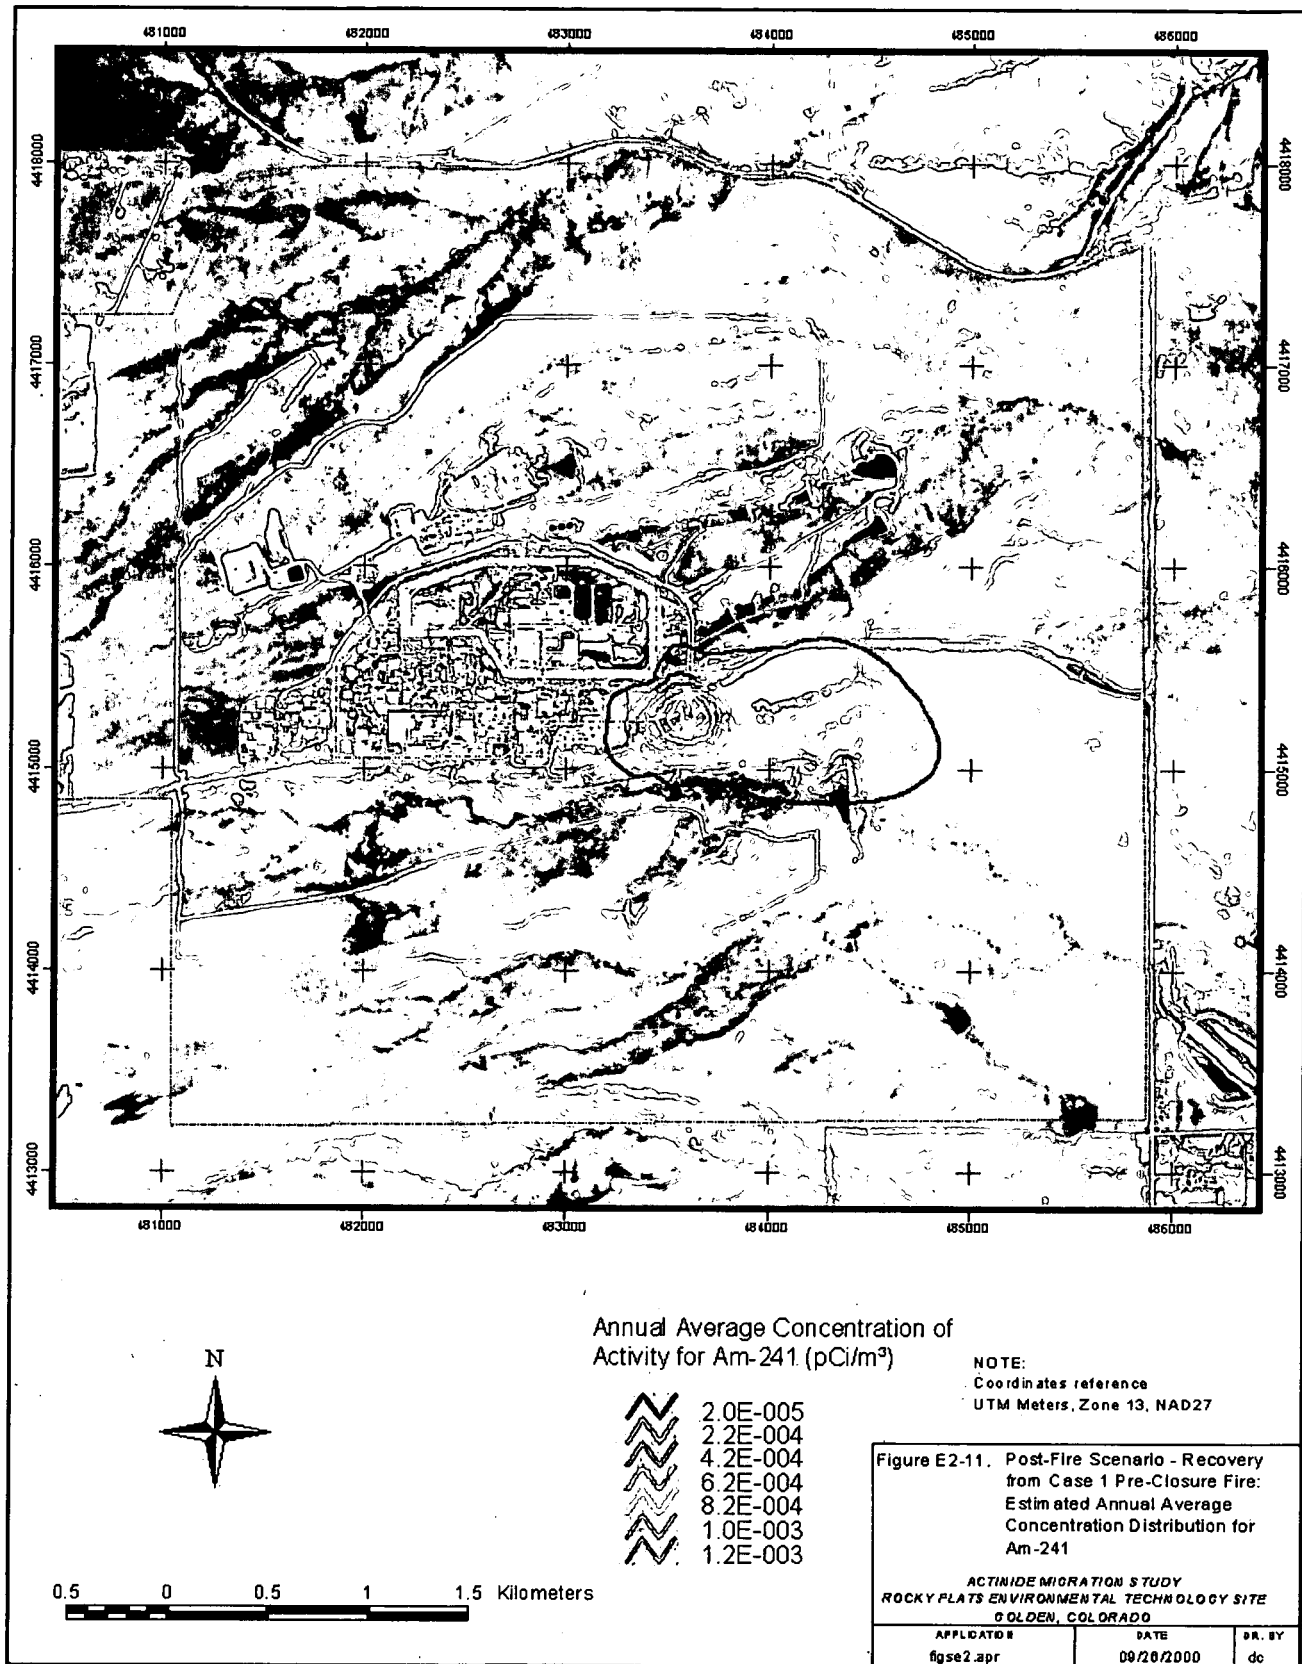 481000 482000 483000 484000 485000 486000
4418000 4418000
4417000 4417000
4416000 4416000
4415000 4415000
4414000 4414000
4413000 4413000
481000 482000 483000 484000 485000 486000
Annual Average Concentration of
Activity for Am-241 (pCi/m³)
N
NOTE:
Coordinates reference
UTM Meters, Zone 13, NAD27
2.0E-005
2.2E-004
4.2E-004
6.2E-004
8.2E-004
1.0E-003
1.2E-003
0.5 0 0.5 1 1.5 Kilometers
Figure E2-11. Post-Fire Scenario - Recovery
from Case 1 Pre-Closure Fire:
Estimated Annual Average
Concentration Distribution for
Am-241
ACTINIDE MIGRATION STUDY
ROCKY FLATS ENVIRONMENTAL TECHNOLOGY SITE
GOLDEN, COLORADO
APPLICATION DATE DR. BY
figse2.apr 09/26/2000 dc